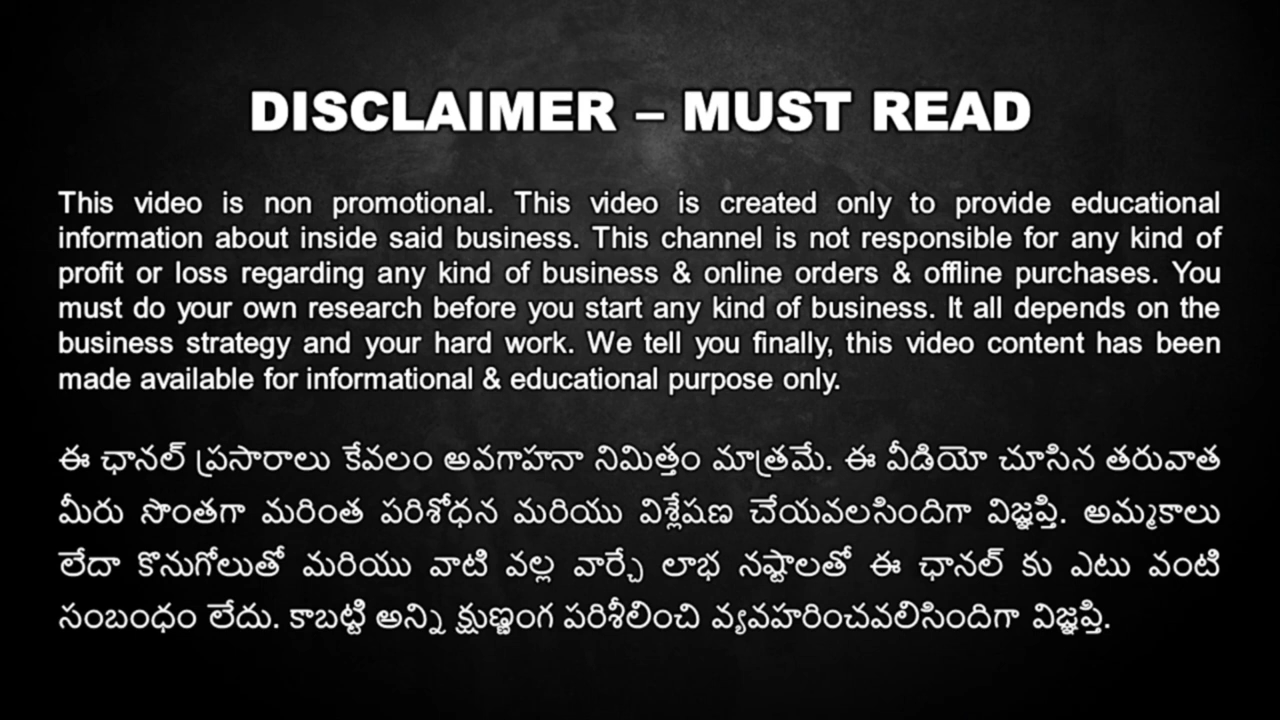 DISCLAIMER – MUST READ
This video is non promotional. This video is created only to provide educational
information about inside said business. This channel is not responsible for any kind of
profit or loss regarding any kind of business & online orders & offline purchases. You
must do your own research before you start any kind of business. It all depends on the
business strategy and your hard work. We tell you finally, this video content has been
made available for informational & educational purpose only.
ఈ ఛానల్ ప్రసారాలు కేవలం అవగాహనా నిమిత్తం మాత్రమే. ఈ వీడియో చూసిన తరువాత
మీరు సొంతగా మరింత పరిశోధన మరియు విశ్లేషణ చేయవలసిందిగా విజ్ఞప్తి. అమ్మకాలు
లేదా కొనుగోలుతో మరియు వాటి వల్ల వార్చే లాభ నష్టాలతో ఈ ఛానల్ కు ఎటు వంటి
సంబంధం లేదు. కాబట్టి అన్ని క్షుణ్ణంగ పరిశీలించి వ్యవహరించవలిసిందిగా విజ్ఞప్తి.